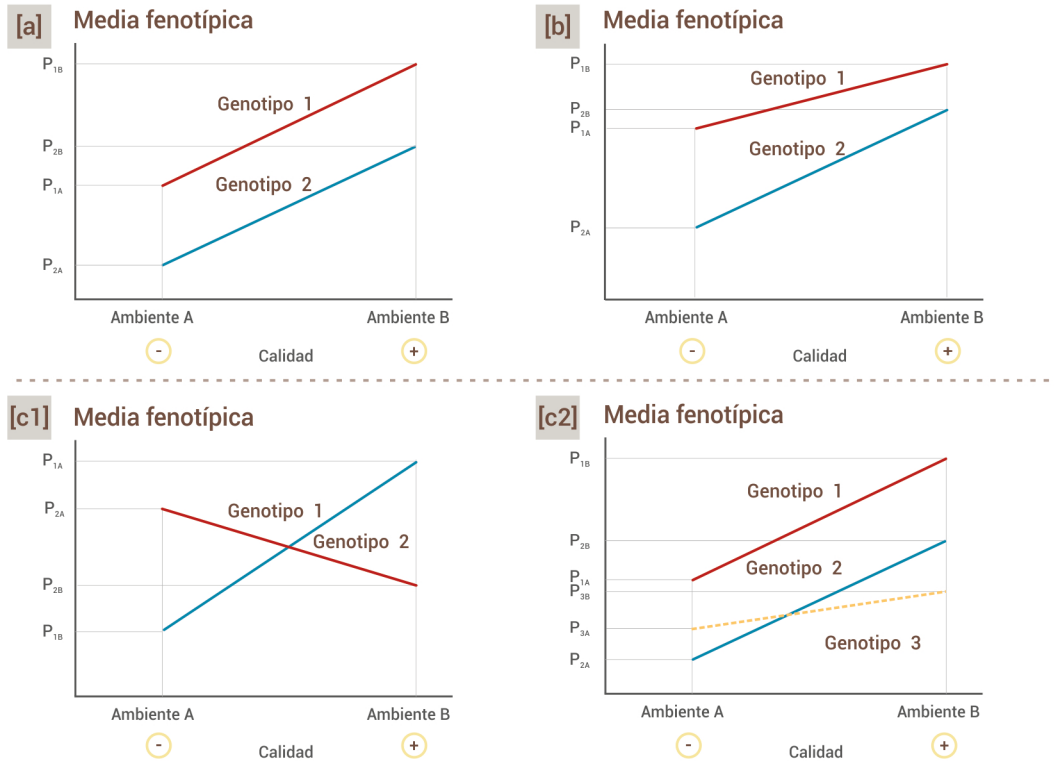 [a] Media fenotípica
P1B
Genotipo 1
P2B
P1A
Genotipo 2
P2A
Ambiente A
Ambiente B
-
Calidad
+
[b] Media fenotípica
P1B
Genotipo 1
P2B
P1A
Genotipo 2
P2A
Ambiente A
Ambiente B
-
Calidad
+
[c1] Media fenotípica
P1A
P2A
Genotipo 1
Genotipo 2
P2B
P1B
Ambiente A
Ambiente B
-
Calidad
+
[c2] Media fenotípica
P1B
Genotipo 1
P2B
Genotipo 2
P1A
P3B
P3A
Genotipo 3
P2A
Ambiente A
Ambiente B
-
Calidad
+